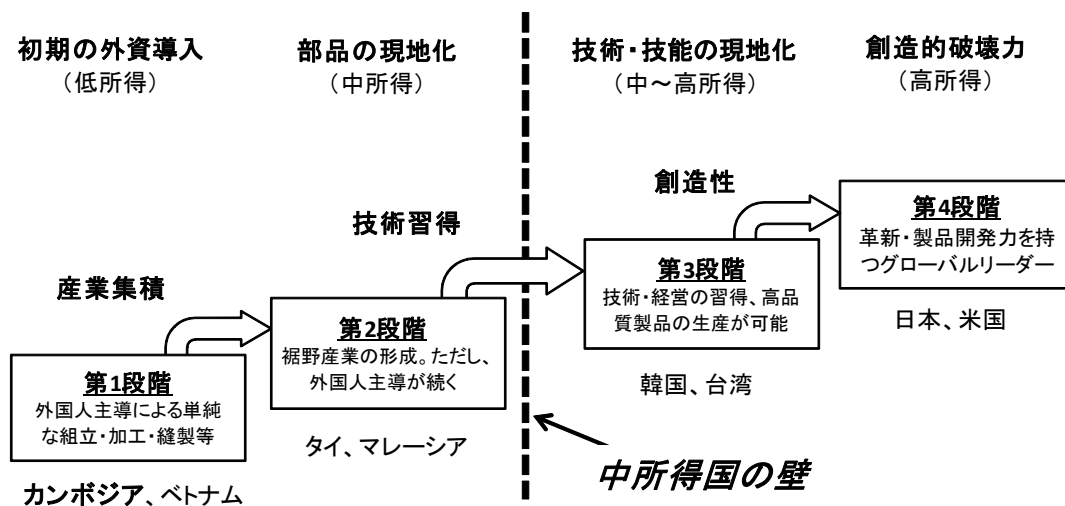 初期の外資導入
（低所得）
部品の現地化
（中所得）
技術・技能の現地化
（中～高所得）
創造的破壊力
（高所得）
産業集積
技術習得
創造性
第1段階
外国人主導による単純
な組立・加工・縫製等
カンボジア、ベトナム
第2段階
裾野産業の形成。ただし、
外国人主導が続く
タイ、マレーシア
第3段階
技術・経営の習得、高品
質製品の生産が可能
韓国、台湾
第4段階
革新・製品開発力を持
つグローバルリーダー
日本、米国
中所得国の壁